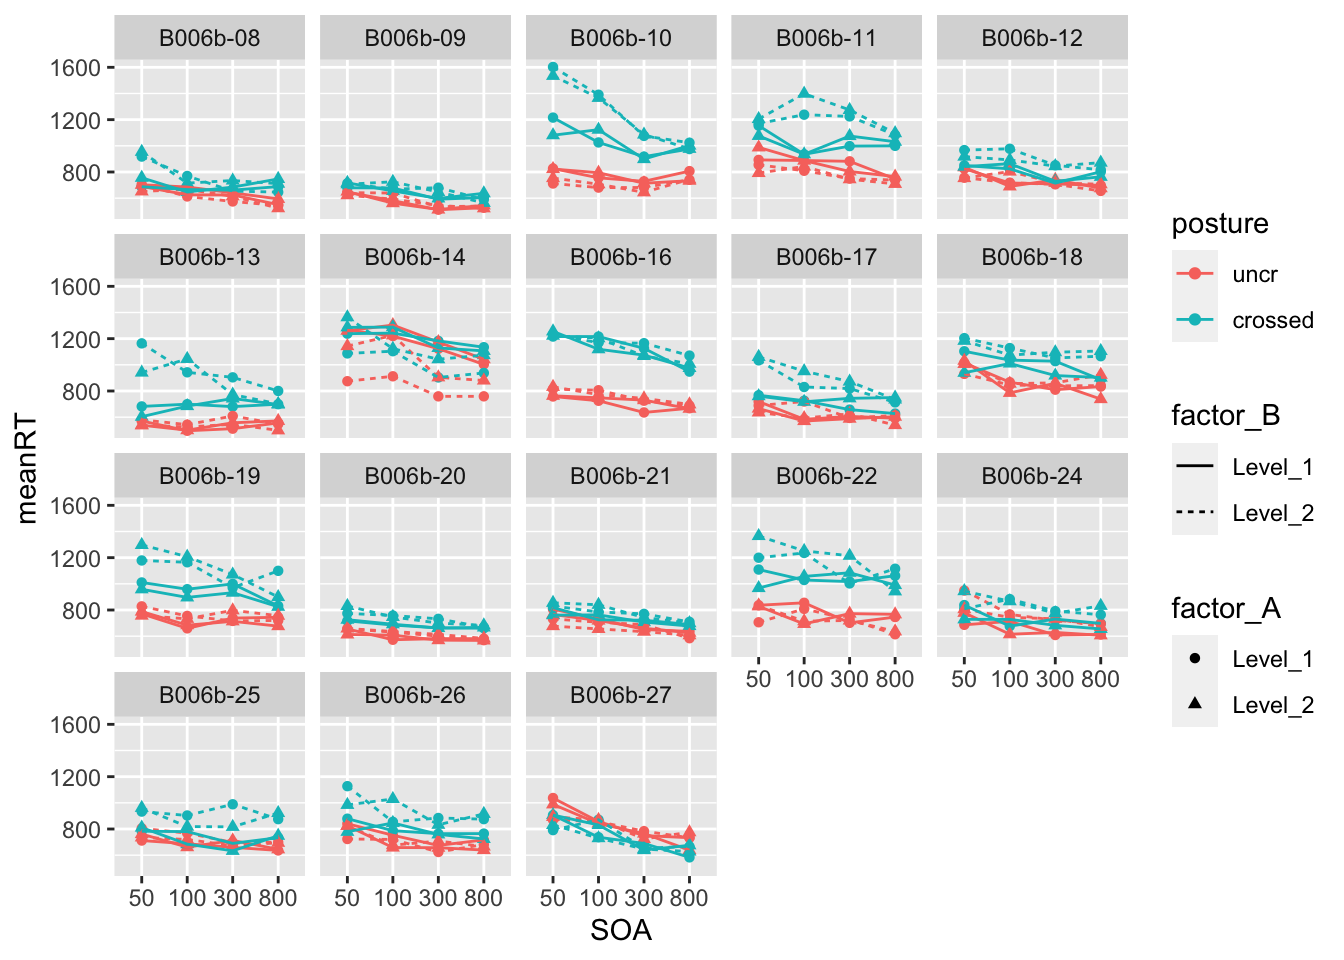 B006b-08 B006b-09 B006b-10 B006b-11 B006b-12
1600
1200
800
B006b-13 B006b-14 B006b-16 B006b-17 B006b-18
1600
1200
800
B006b-19 B006b-20 B006b-21 B006b-22 B006b-24
1600
1200
800
50 100 300 800 50 100 300 800
B006b-25 B006b-26 B006b-27
1600
1200
800
50 100 300 800 50 100 300 800 50 100 300 800
SOA
meanRT
posture
uncr
crossed
factor_B
Level_1
Level_2
factor_A
Level_1
Level_2